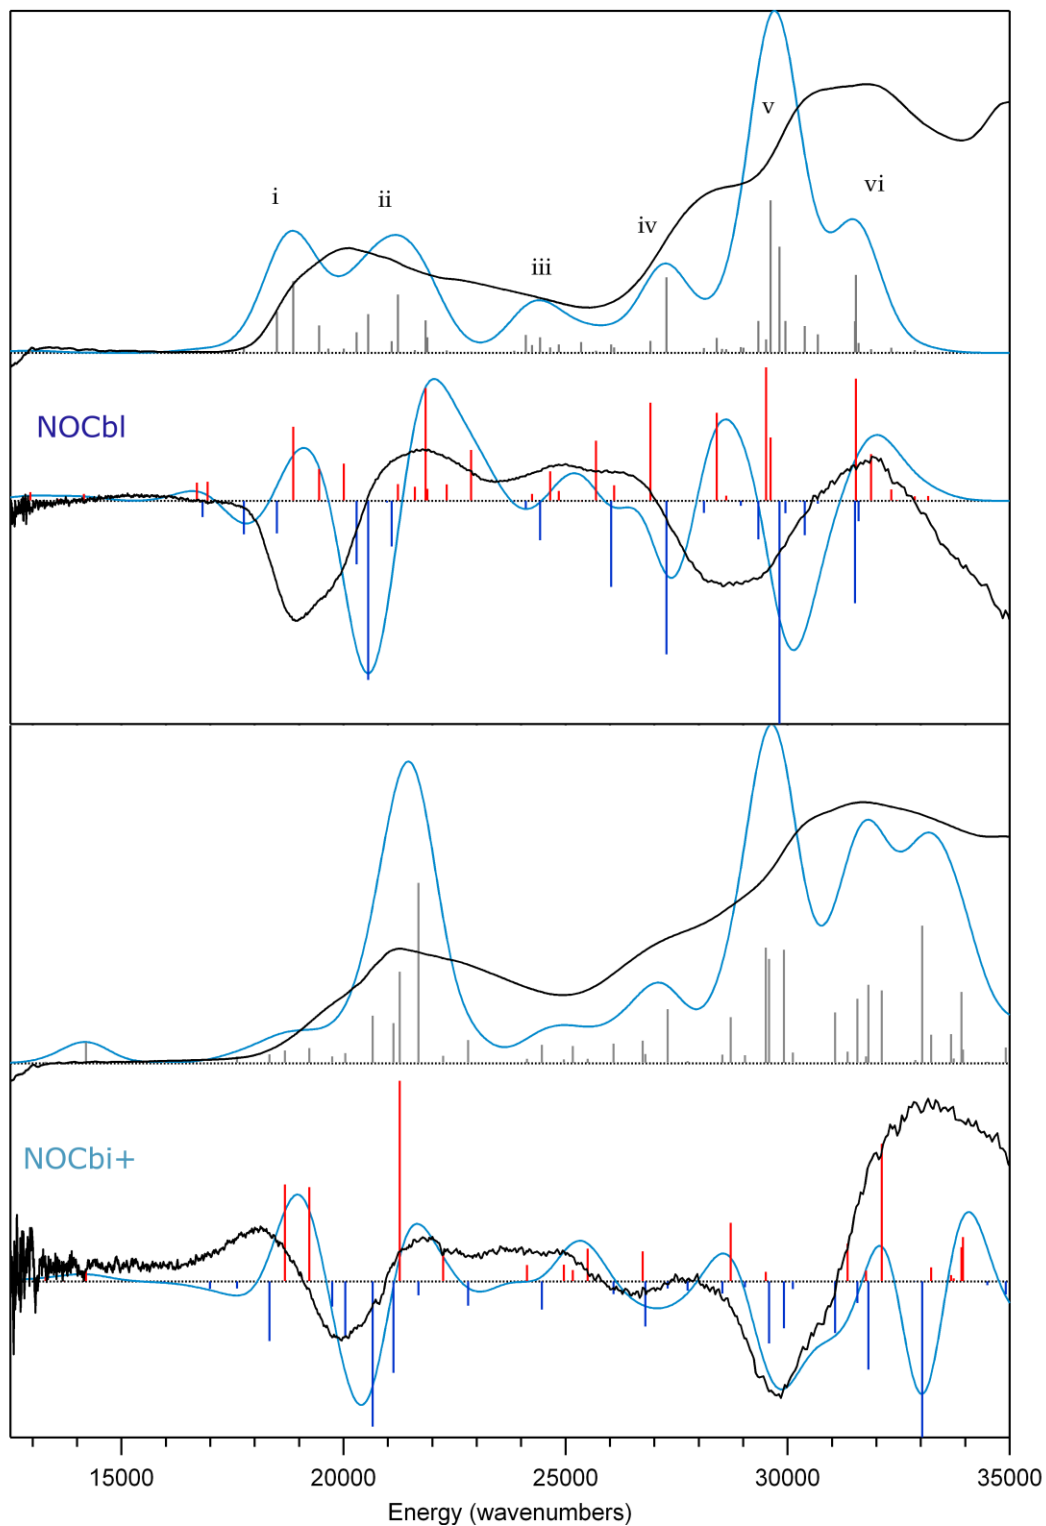 i
ii
iii
iv
v
vi
NOCbl
NOCbi+
15000 20000 25000 30000 35000
Energy (wavenumbers)